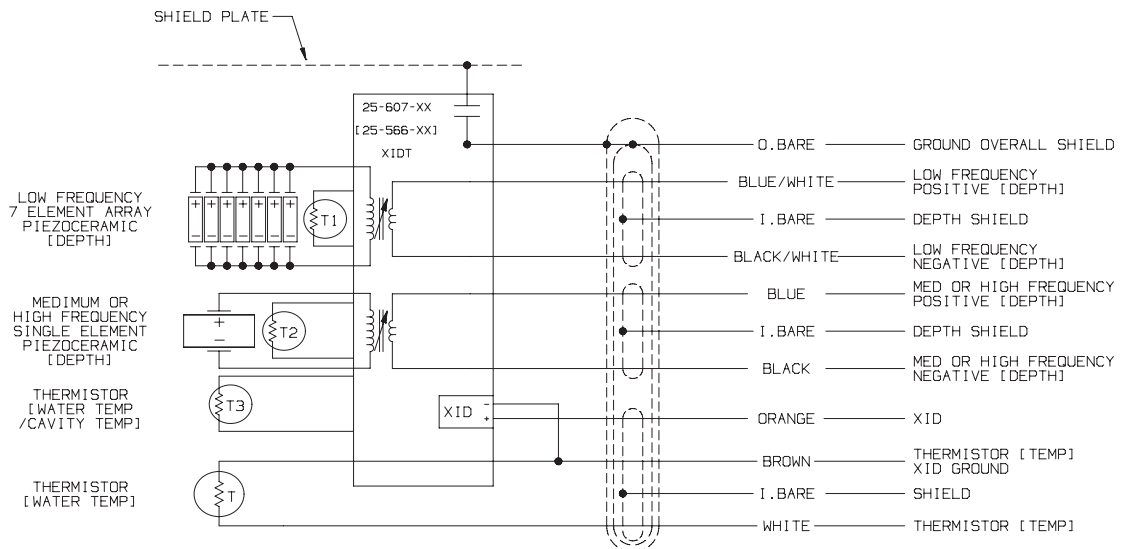 SHIELD PLATE
25-607-XX
[25-566-XX]
XIDT
O.BARE
GROUND OVERALL SHIELD
BLUE/WHITE
LOW FREQUENCY
POSITIVE [DEPTH]
LOW FREQUENCY
7 ELEMENT ARRAY
PIEZOCERAMIC
[DEPTH]
+ + + + + + +
- - - - - - -
T1
I.BARE
DEPTH SHIELD
BLACK/WHITE
LOW FREQUENCY
NEGATIVE [DEPTH]
MEDIMUM OR
HIGH FREQUENCY
SINGLE ELEMENT
PIEZOCERAMIC
[DEPTH]
+
-
T2
BLUE
MED OR HIGH FREQUENCY
POSITIVE [DEPTH]
I.BARE
DEPTH SHIELD
BLACK
MED OR HIGH FREQUENCY
NEGATIVE [DEPTH]
THERMISTOR
[WATER TEMP
/CAVITY TEMP]
T3
XID
-
+
ORANGE
XID
BROWN
THERMISTOR [TEMP]
XID GROUND
THERMISTOR
[WATER TEMP]
T
I.BARE
SHIELD
WHITE
THERMISTOR [TEMP]